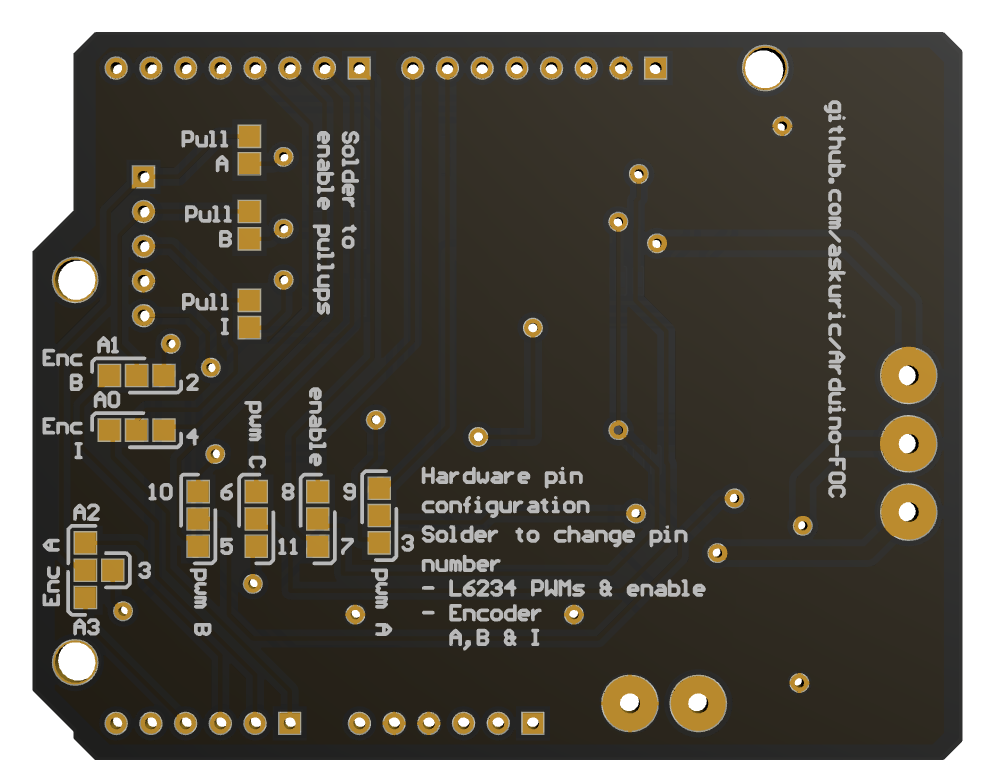 github.com/askuric/Arduino-FOC
Solder to
enable pullups
Pull
A
Pull
B
Pull
I
A1
Enc
B
2
A0
Enc
I
4
pwm C
enable
10
6
8
9
5
11
7
3
pwm B
pwm A
A2
A
Enc
3
A3
Hardware pin
configuration
Solder to change pin
number
- L6234 PWMs & enable
- Encoder
A,B & I